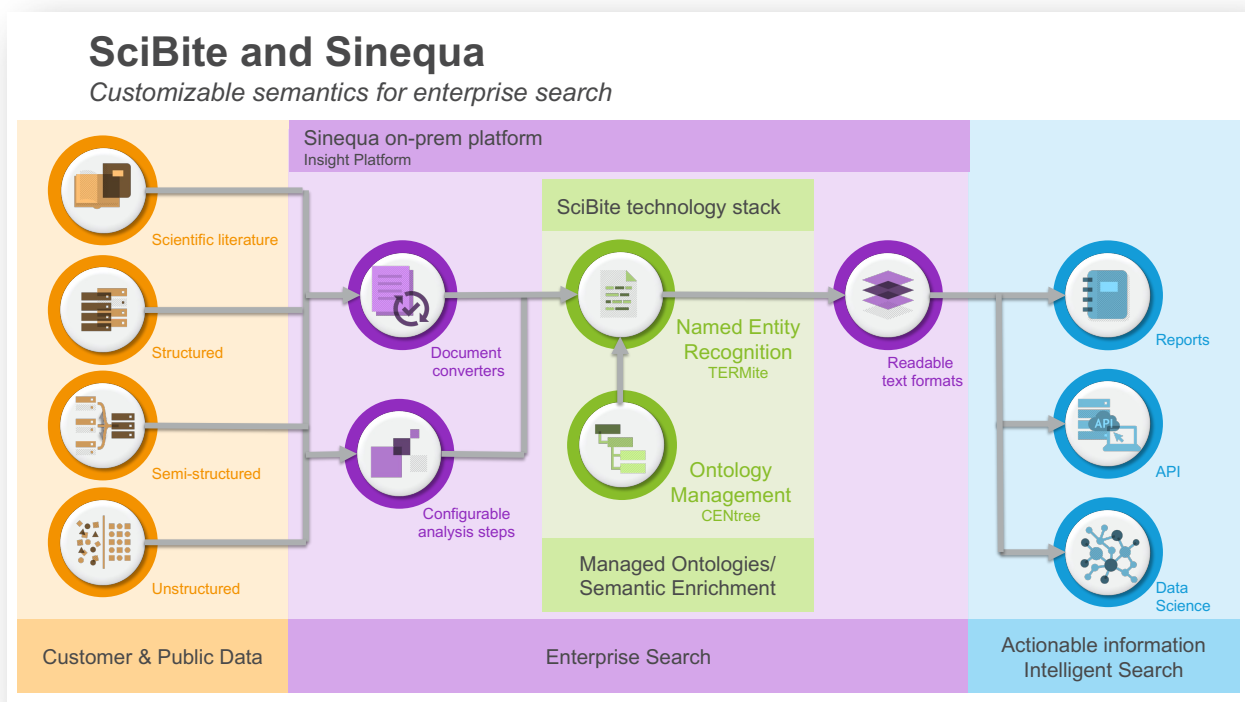 SciBite and Sinequa
Customizable semantics for enterprise search
Sinequa on-prem platform
Insight Platform
SciBite technology stack
Scientific literature
Structured
Semi-structured
Unstructured
Document
converters
Configurable
analysis steps
Named Entity
Recognition
TERMite
Ontology
Management
CENtree
Managed Ontologies/
Semantic Enrichment
Readable
text formats
Reports
API
API
Data
Science
Customer & Public Data
Enterprise Search
Actionable information
Intelligent Search